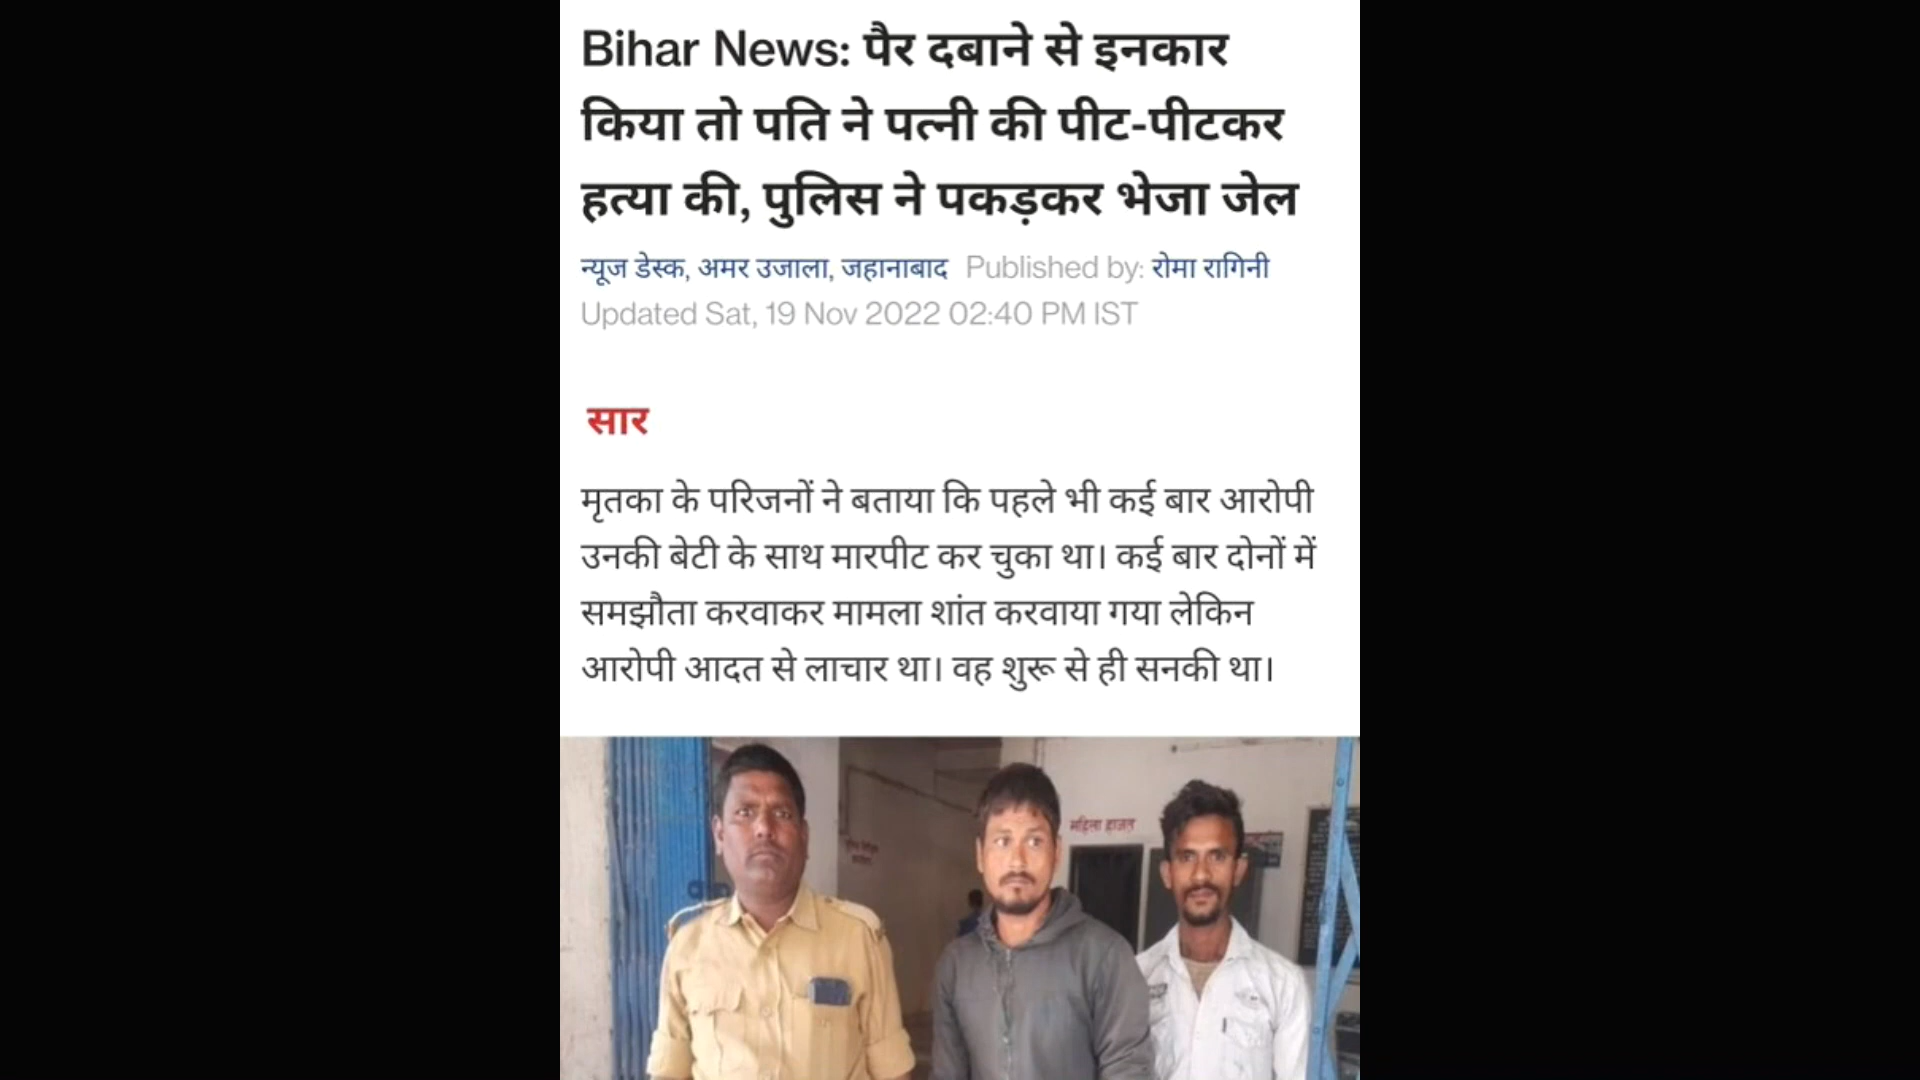 Bihar News: पैर दबाने से इनकार
किया तो पति ने पत्नी की पीट-पीटकर
हत्या की, पुलिस ने पकड़कर भेजा जेल
न्यूज डेस्क, अमर उजाला, जहानाबाद Published by: रोमा रागिनी
Updated Sat, 19 Nov 2022 02:40 PM IST
सार
मृतका के परिजनों ने बताया कि पहले भी कई बार आरोपी
उनकी बेटी के साथ मारपीट कर चुका था। कई बार दोनों में
समझौता करवाकर मामला शांत करवाया गया लेकिन
आरोपी आदत से लाचार था। वह शुरू से ही सनकी था।
महिला हाजत